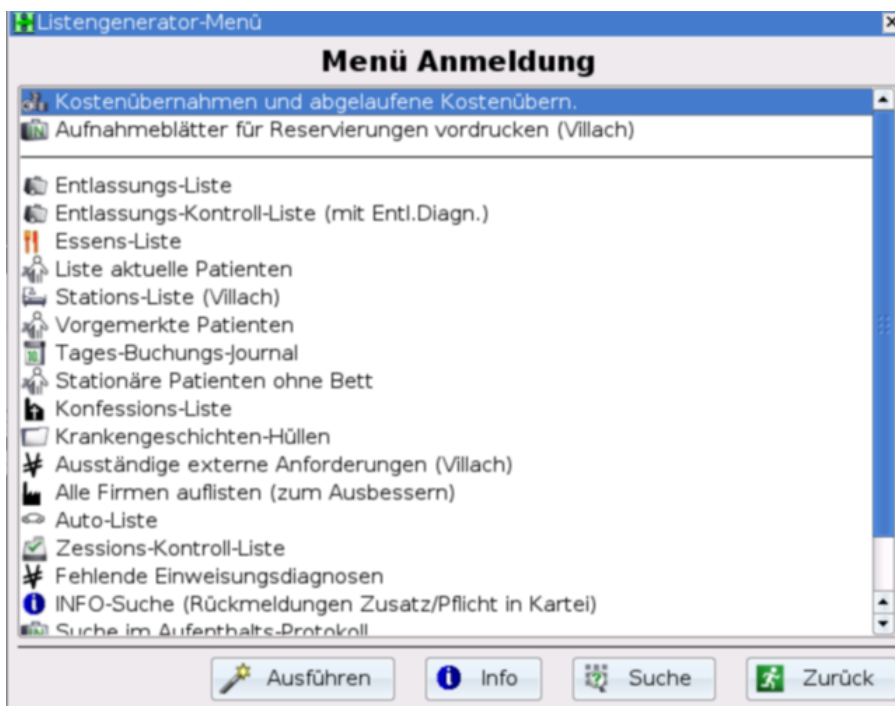 Listengenerator-Menü
Menü Anmeldung
Kostenübernahmen und abgelaufene Kostenübern.
Aufnahmeblätter für Reservierungen vordrucken (Villach)
Entlassungs-Liste
Entlassungs-Kontroll-Liste (mit Entl.Diagn.)
Essens-Liste
Liste aktuelle Patienten
Stations-Liste (Villach)
Vorgemerkte Patienten
Tages-Buchungs-Journal
Stationäre Patienten ohne Bett
Konfessions-Liste
Krankengeschichten-Hüllen
Ausständige externe Anforderungen (Villach)
Alle Firmen auflisten (zum Ausbessern)
Auto-Liste
Zessions-Kontroll-Liste
Fehlende Einweisungsdiagnosen
INFO-Suche (Rückmeldungen Zusatz/Pflicht in Kartei)
Suche im Aufenthalts-Protokoll
Ausführen Info Suche Zurück